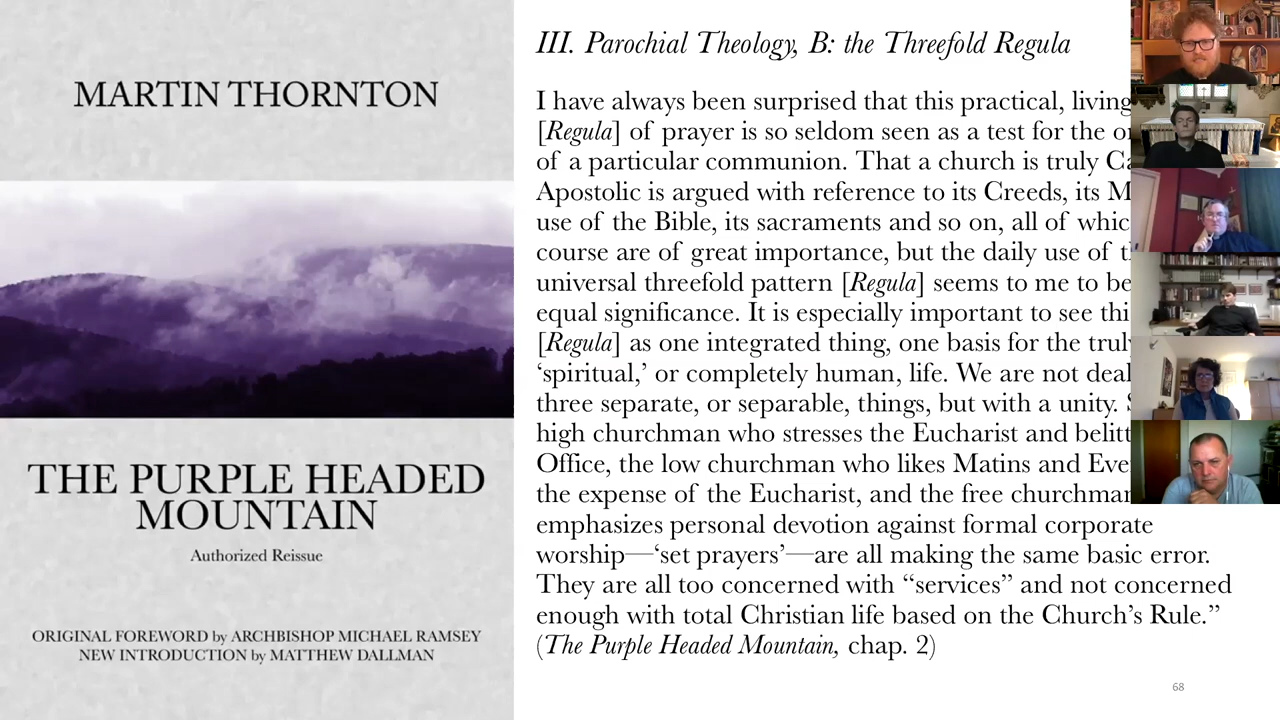 MARTIN THORNTON
THE PURPLE HEADED
MOUNTAIN
Authorized Reissue
ORIGINAL FOREWORD by ARCHBISHOP MICHAEL RAMSEY
NEW INTRODUCTION by MATTHEW DALLMAN
III. Parochial Theology, B: the Threefold Regula
I have always been surprised that this practical, living
[Regula] of prayer is so seldom seen as a test for the
of a particular communion. That a church is truly
Apostolic is argued with reference to its Creeds, its
use of the Bible, its sacraments and so on, all of
course are of great importance, but the daily use of
universal threefold pattern [Regula] seems to me to be
equal significance. It is especially important to see
[Regula] as one integrated thing, one basis for the
‘spiritual,’ or completely human, life. We are not
three separate, or separable, things, but with a unity.
high churchman who stresses the Eucharist and
Office, the low churchman who likes Matins and
the expense of the Eucharist, and the free
emphasizes personal devotion against formal corporate
worship—‘set prayers’—are all making the same basic error.
They are all too concerned with “services” and not concerned
enough with total Christian life based on the Church’s Rule.”
(The Purple Headed Mountain, chap. 2)
68